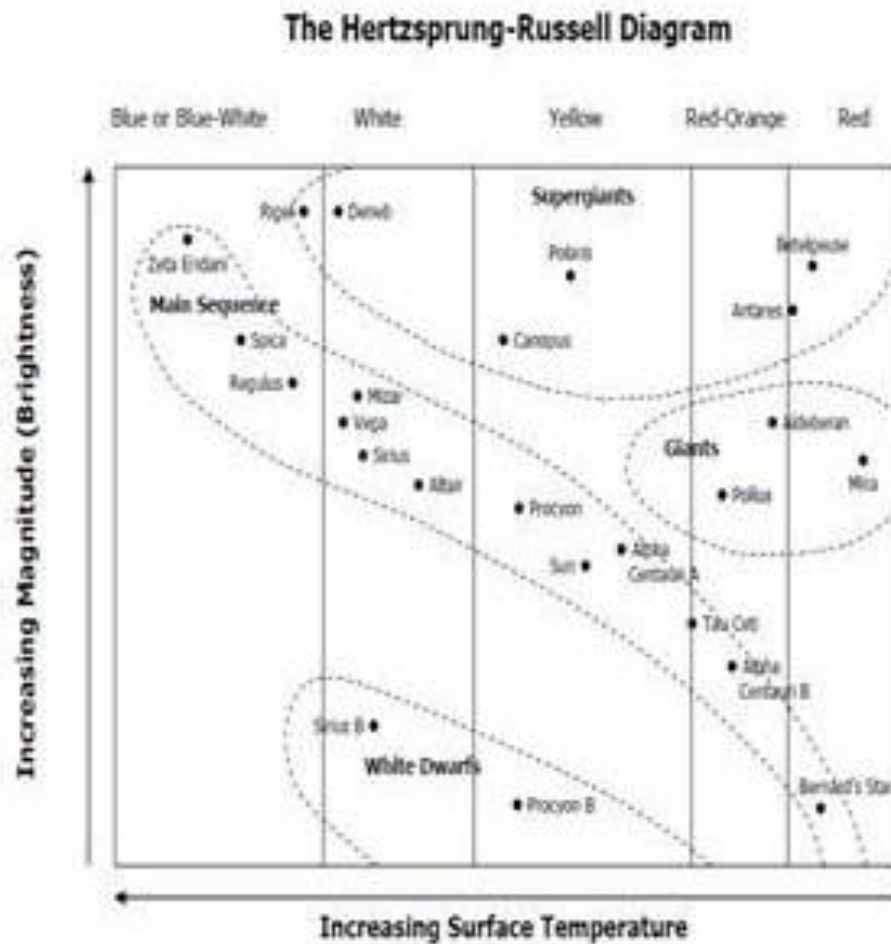 The Hertzsprung-Russell Diagram
Blue or Blue-White White Yellow Red-Orange Red
Supergiants
Rigel Deneb
Polaris
Betelgeuse
Zeta Eridani
Main Sequence
Antares
Spica
Canopus
Regulus
Mizar
Vega
Aldebaran
Giants
Sirius
Mira
Altair
Pollux
Procyon
Alpha
Centauri A
Sun
Tau Ceti
Alpha
Centauri B
Sirius B
White Dwarfs
Procyon B
Bernard's Star
Increasing Magnitude (Brightness)
Increasing Surface Temperature